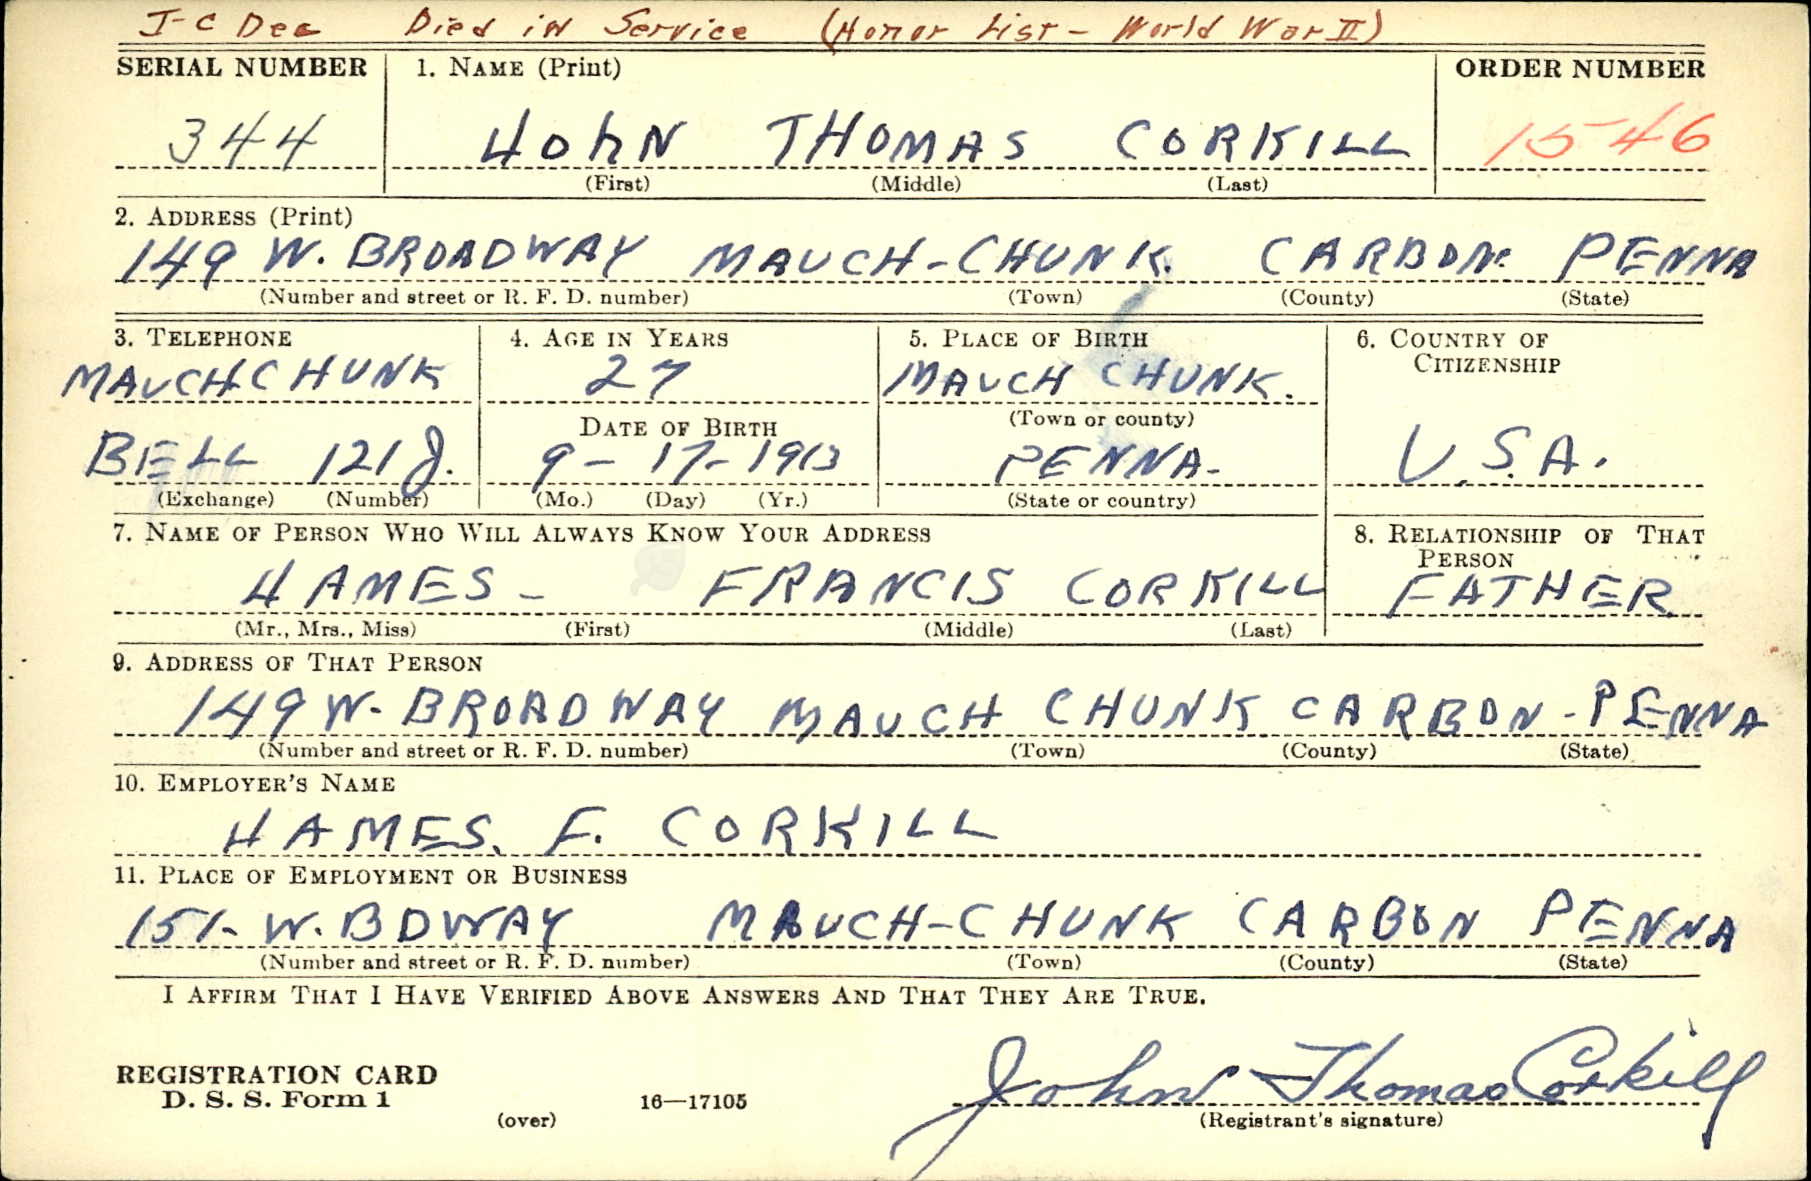 I-C Dec Died in Service (Honor List - World War II)
SERIAL NUMBER 1. NAME (Print) ORDER NUMBER
344 JOHN THOMAS CORKILL 1546
(First) (Middle) (Last)
2. ADDRESS (Print)
149 W. BROADWAY MAUCH-CHUNK. CARBON. PENNA
(Number and street or R. F. D. number) (Town) (County) (State)
3. TELEPHONE 4. AGE IN YEARS 5. PLACE OF BIRTH 6. COUNTRY OF
CITIZENSHIP
MAUCH CHUNK 27 MAUCH CHUNK.
DATE OF BIRTH (Town or county)
BELL 121 J. 9-17-1913 PENNA. U.S.A.
(Exchange) (Number) (Mo.) (Day) (Yr.) (State or country)
7. NAME OF PERSON WHO WILL ALWAYS KNOW YOUR ADDRESS 8. RELATIONSHIP OF THAT
PERSON
JAMES - FRANCIS CORKILL FATHER
(Mr., Mrs., Miss) (First) (Middle) (Last)
9. ADDRESS OF THAT PERSON
149 W. BROADWAY MAUCH CHUNK CARBON - PENNA
(Number and street or R. F. D. number) (Town) (County) (State)
10. EMPLOYER'S NAME
JAMES. F. CORKILL
11. PLACE OF EMPLOYMENT OR BUSINESS
151- W. BDWAY MAUCH-CHUNK CARBON PENNA
(Number and street or R. F. D. number) (Town) (County) (State)
I AFFIRM THAT I HAVE VERIFIED ABOVE ANSWERS AND THAT THEY ARE TRUE.
REGISTRATION CARD
D. S. S. Form 1 16—17105 John Thomas Corkill
(over) (Registrant's signature)